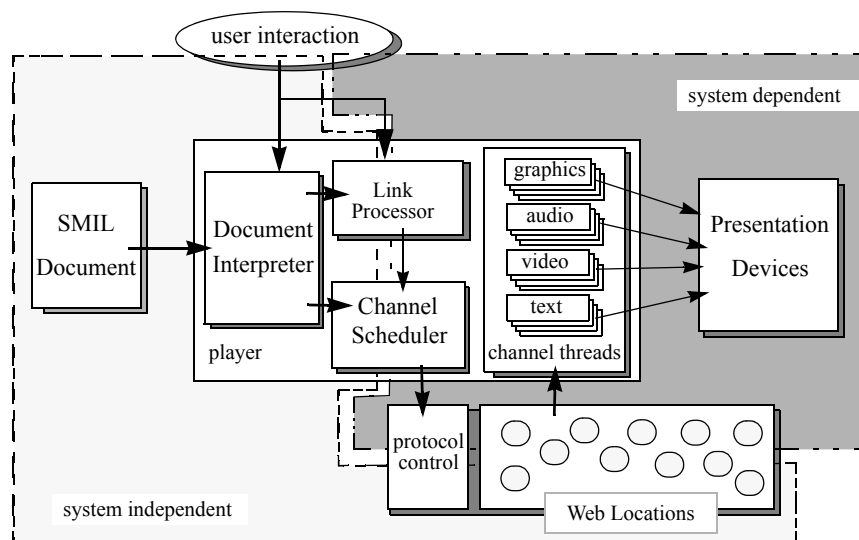 user interaction
system dependent
SMIL
Document
Document
Interpreter
Link
Processor
Channel
Scheduler
player
graphics
audio
video
text
channel threads
Presentation
Devices
protocol
control
Web Locations
system independent